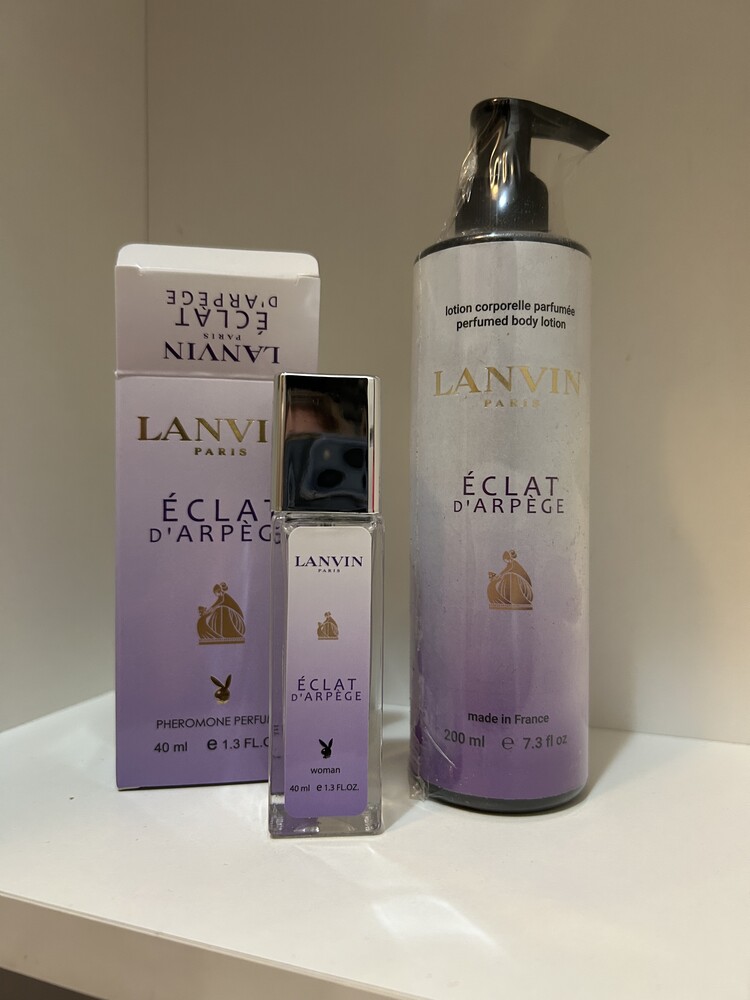 D'ARPÈGE
ÉCLAT
PARIS
LANVIN
LANVI
PARIS
ÉCLAT
D'ARPÈGE
PHEROMONE PERFU
40 ml e 1.3 FL.O
LANVIN
PARIS
ÉCLAT
D'ARPÈGE
woman
40 ml e 1.3 FL.OZ.
lotion corporelle parfumée
perfumed body lotion
LANVIN
PARIS
ÉCLAT
D'ARPÈGE
made in France
200 ml e 7.3 fl oz